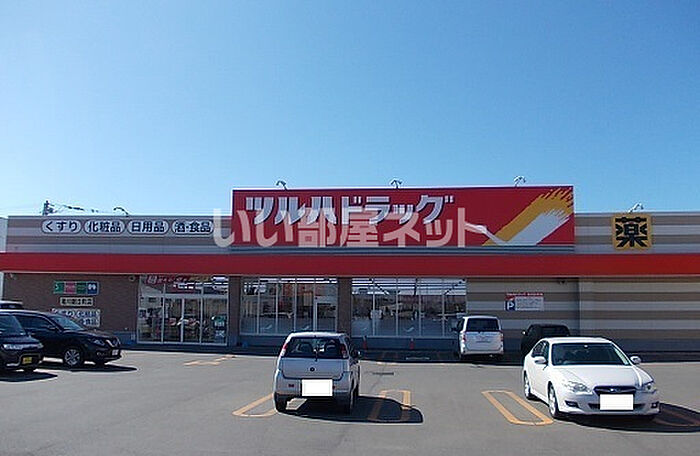 ツルハドラッグ
くすり 化粧品 日用品 酒・食品
薬
いい部屋ネット